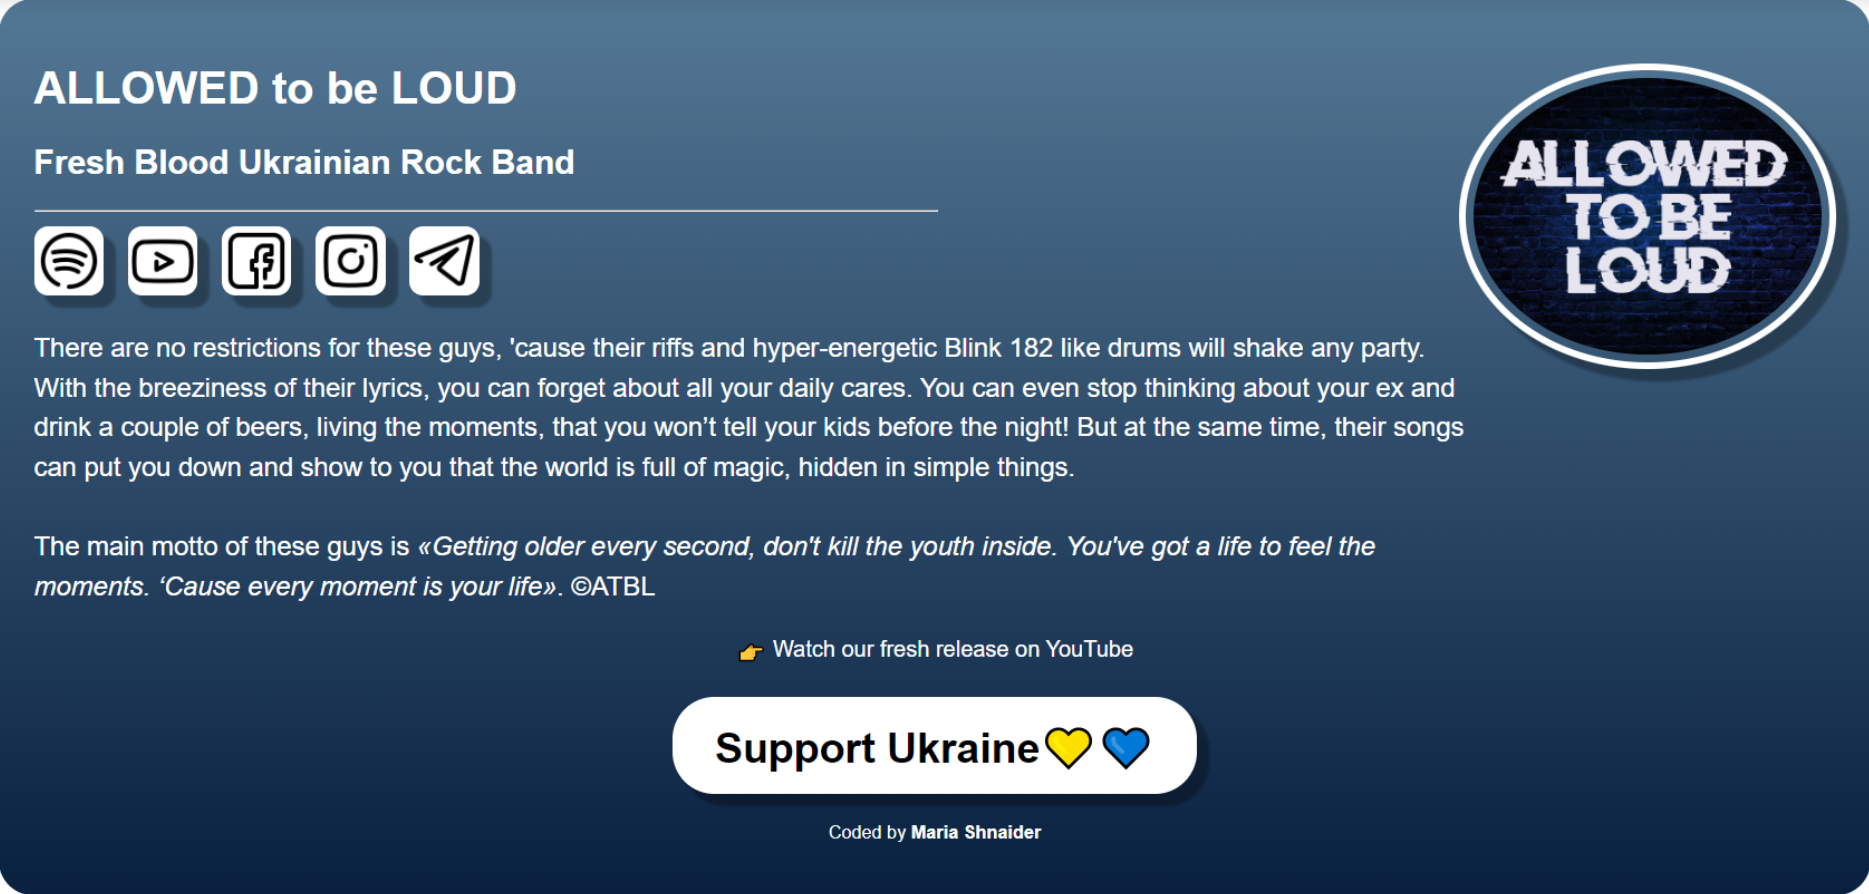 ALLOWED to be LOUD
Fresh Blood Ukrainian Rock Band
ALLOWED
TO BE
LOUD
There are no restrictions for these guys, 'cause their riffs and hyper-energetic Blink 182 like drums will shake any party.
With the breeziness of their lyrics, you can forget about all your daily cares. You can even stop thinking about your ex and
drink a couple of beers, living the moments, that you won’t tell your kids before the night! But at the same time, their songs
can put you down and show to you that the world is full of magic, hidden in simple things.
The main motto of these guys is «Getting older every second, don't kill the youth inside. You've got a life to feel the
moments. ‘Cause every moment is your life». ©ATBL
👉 Watch our fresh release on YouTube
Support Ukraine💛💙
Coded by Maria Shnaider